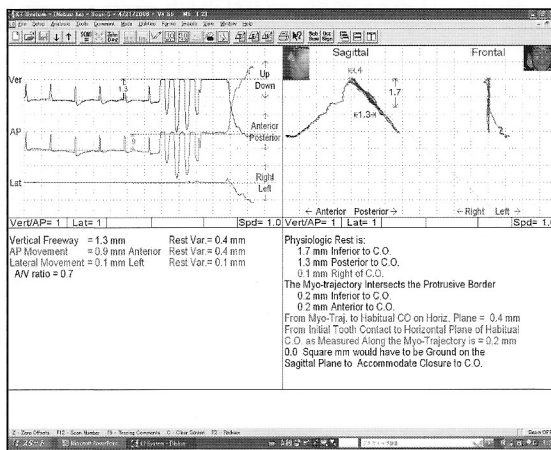 K7 System
Sagittal
Frontal
Ver
Up
Down
1.3
.4
1.7
AP
Anterior
Posterior
.9
1.3
Lat
Right
Left
← Anterior Posterior →
← Right Left →
Vert/AP= 1 Lat= 1 Spd= 1.0
Vert/AP= 1 Lat= 1 Spd= 1.0
Vertical Freeway = 1.3 mm Rest Var.= 0.4 mm
AP Movement = 0.9 mm Anterior Rest Var.= 0.4 mm
Lateral Movement = 0.1 mm Left Rest Var.= 0.1 mm
A/V ratio = 0.7
Physiologic Rest is:
1.7 mm Inferior to C.O.
1.3 mm Posterior to C.O.
0.1 mm Right of C.O.
The Myo-trajectory Intersects the Protrusive Border
0.2 mm Inferior to C.O.
0.2 mm Anterior to C.O.
From Myo-Traj. to Habitual CO on Horiz. Plane = 0.4 mm
From Initial Tooth Contact to Horizontal Plane of Habitual
C.O. as Measured Along the Myo-Trajectory is = 0.2 mm
0.0 Square mm would have to be Ground on the
Sagittal Plane to Accommodate Closure to C.O.